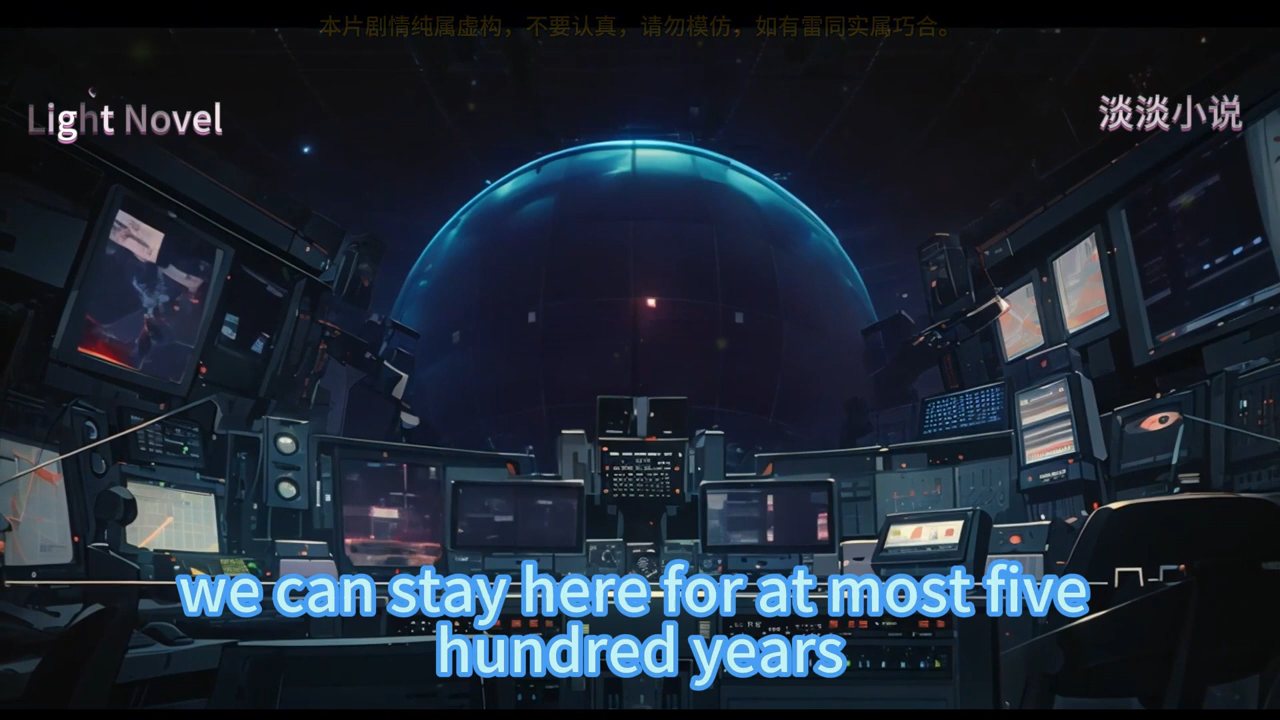 本片剧情纯属虚构，不要认真，请勿模仿，如有雷同实属巧合。
Light Novel
淡淡小说
we can stay here for at most five
hundred years